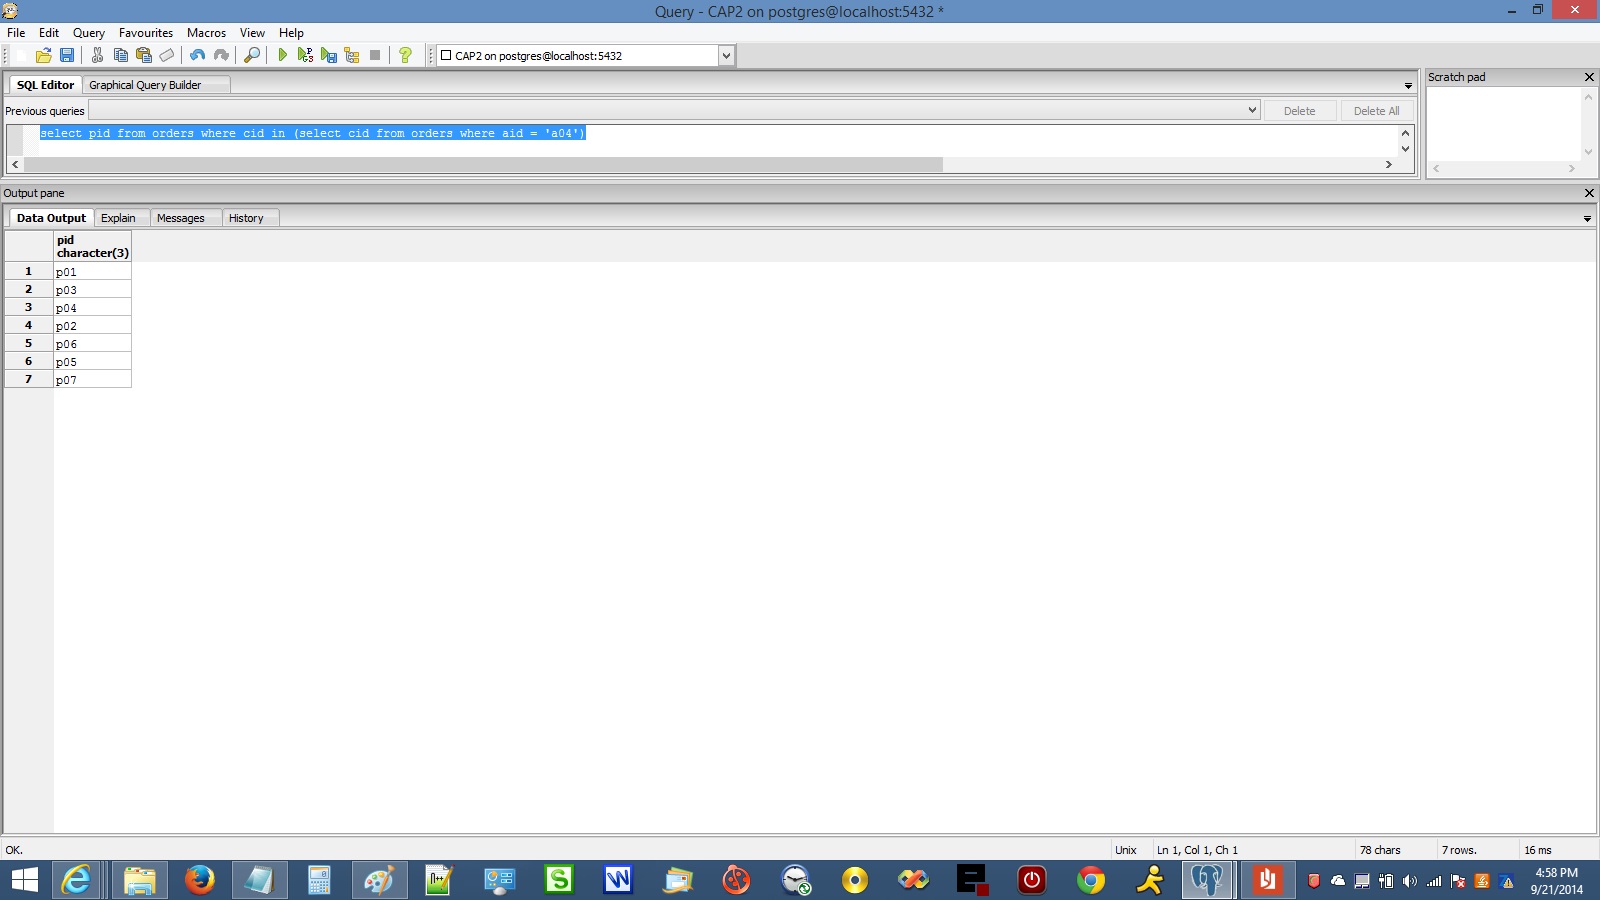 Query - CAP2 on postgres@localhost:5432 *
File Edit Query Favourites Macros View Help
CAP2 on postgres@localhost:5432
SQL Editor Graphical Query Builder
Scratch pad
Previous queries
Delete Delete All
select pid from orders where cid in (select cid from orders where aid = 'a04')
Output pane
Data Output Explain Messages History
pid
character(3)
1 p01
2 p03
3 p04
4 p02
5 p06
6 p05
7 p07
OK. Unix Ln 1, Col 1, Ch 1 78 chars 7 rows. 16 ms
4:58 PM
9/21/2014